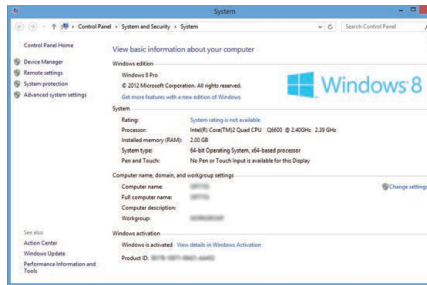 System
Control Panel › System and Security › System
Search Control Panel
Control Panel Home
Device Manager
Remote settings
System protection
Advanced system settings
View basic information about your computer
Windows edition
Windows 8 Pro
© 2012 Microsoft Corporation. All rights reserved.
Get more features with a new edition of Windows
Windows 8
System
Rating: System rating is not available
Processor: Intel(R) Core(TM)2 Quad CPU Q6600 @ 2.40GHz 2.39 GHz
Installed memory (RAM): 2.00 GB
System type: 64-bit Operating System, x64-based processor
Pen and Touch: No Pen or Touch Input is available for this Display
Computer name, domain, and workgroup settings
Computer name:
Change settings
Full computer name:
Computer description:
Workgroup:
Windows activation
Windows is activated View details in Windows Activation
Product ID:
See also
Action Center
Windows Update
Performance Information and
Tools